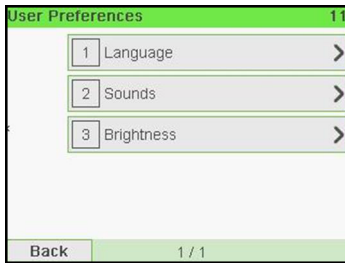 User Preferences 11
1 Language
2 Sounds
3 Brightness
Back 1 / 1